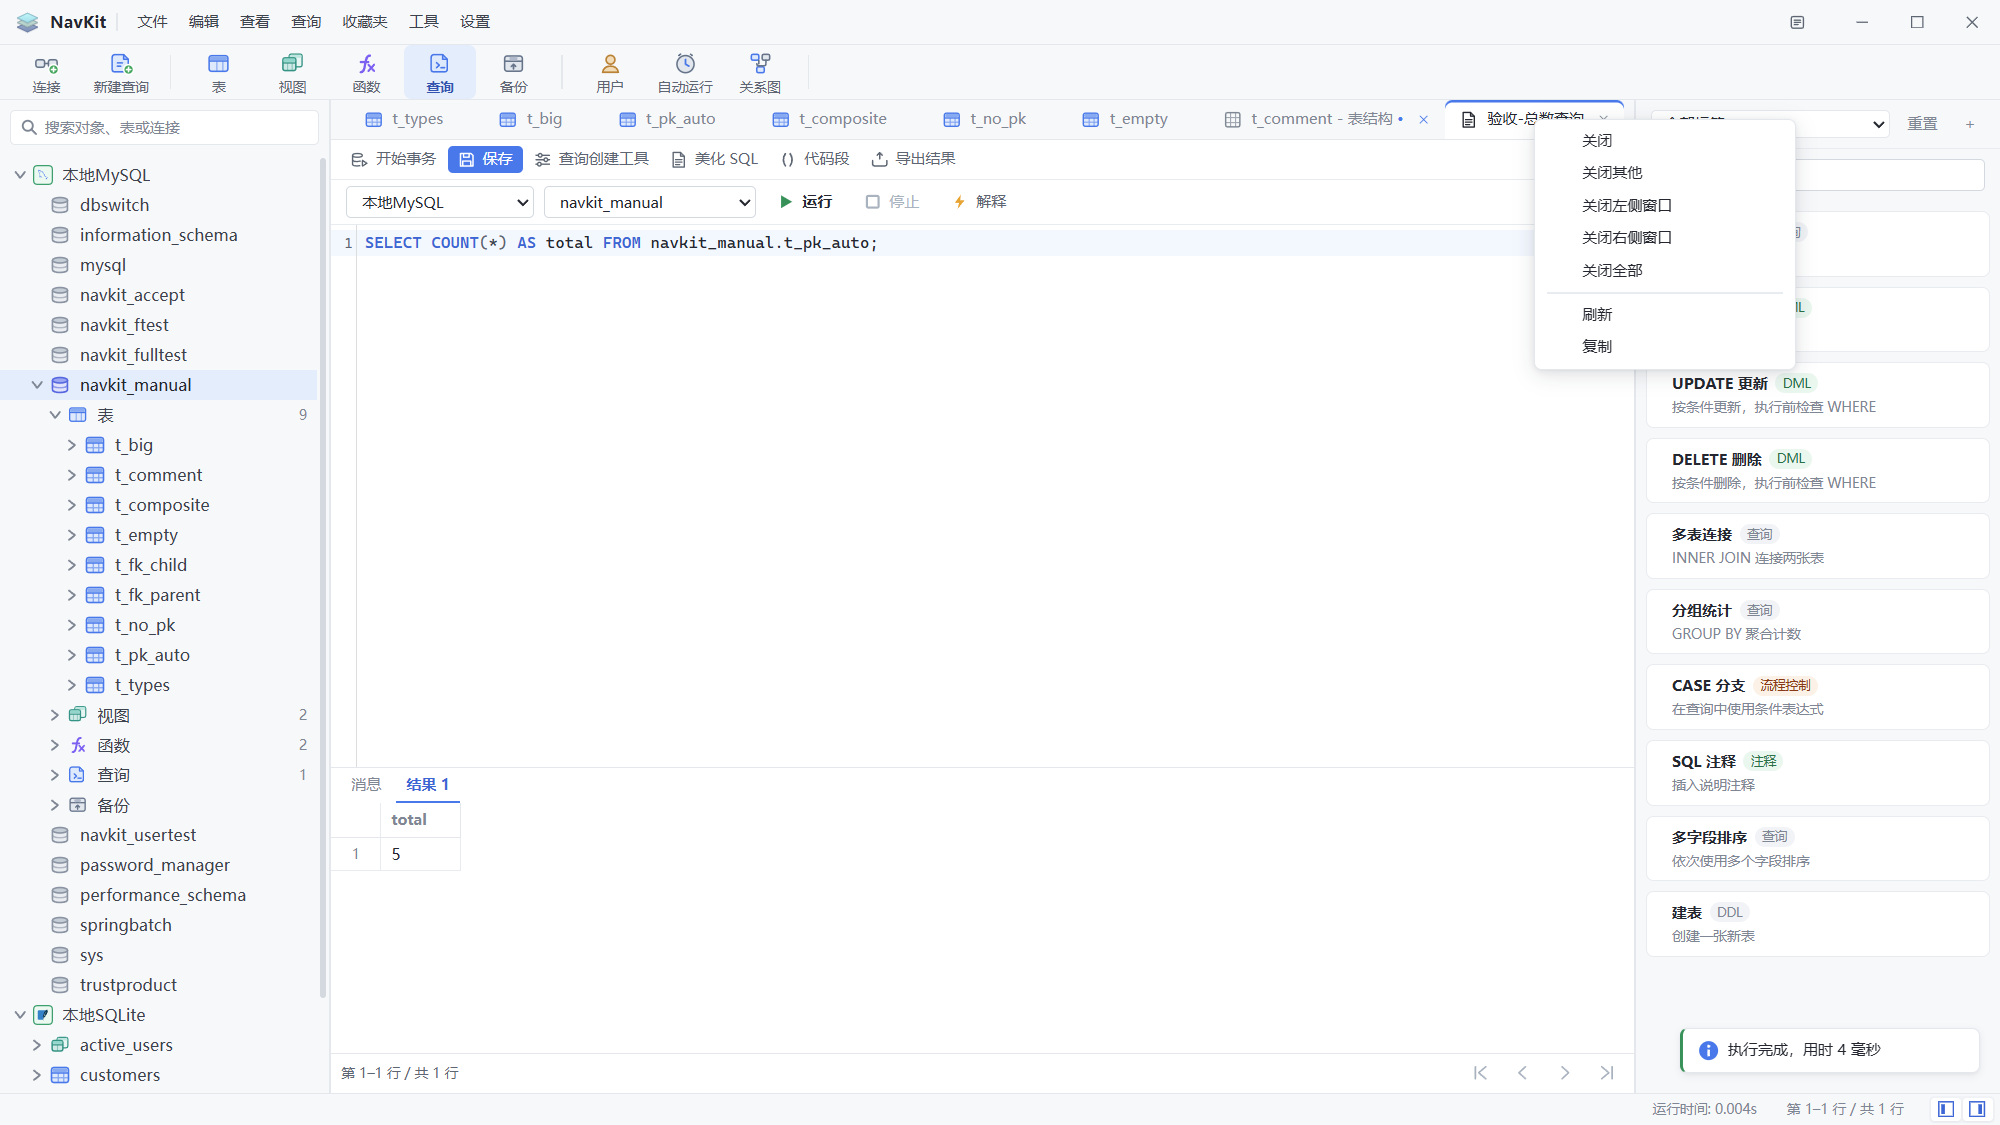 NavKit 文件 编辑 查看 查询 收藏夹 工具 设置
连接 新建查询 表 视图 函数 查询 备份 用户 自动运行 关系图
搜索对象、表或连接
本地MySQL
dbswitch
information_schema
mysql
navkit_accept
navkit_ftest
navkit_fulltest
navkit_manual
表 9
t_big
t_comment
t_composite
t_empty
t_fk_child
t_fk_parent
t_no_pk
t_pk_auto
t_types
视图 2
函数 2
查询 1
备份
navkit_usertest
password_manager
performance_schema
springbatch
sys
trustproduct
本地SQLite
active_users
customers
t_types t_big t_pk_auto t_composite t_no_pk t_empty t_comment - 表结构 • × 验收-总数查询
开始事务 保存 查询创建工具 美化 SQL () 代码段 导出结果
本地MySQL navkit_manual 运行 停止 解释
1 SELECT COUNT(*) AS total FROM navkit_manual.t_pk_auto;
消息 结果 1
total
1 5
第 1–1 行 / 共 1 行
关闭
关闭其他
关闭左侧窗口
关闭右侧窗口
关闭全部
刷新
复制
重置 +
UPDATE 更新 DML
按条件更新，执行前检查 WHERE
DELETE 删除 DML
按条件删除，执行前检查 WHERE
多表连接 查询
INNER JOIN 连接两张表
分组统计 查询
GROUP BY 聚合计数
CASE 分支 流程控制
在查询中使用条件表达式
SQL 注释 注释
插入说明注释
多字段排序 查询
依次使用多个字段排序
建表 DDL
创建一张新表
执行完成，用时 4 毫秒
运行时间: 0.004s 第 1–1 行 / 共 1 行